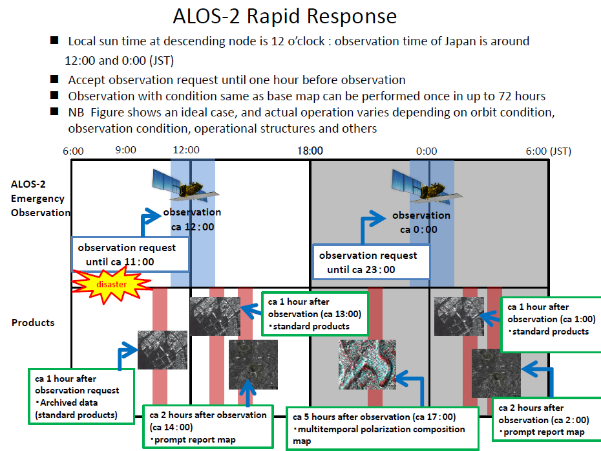 ALOS-2 Rapid Response
■ Local sun time at descending node is 12 o'clock : observation time of Japan is around
12:00 and 0:00 (JST)
■ Accept observation request until one hour before observation
■ Observation with condition same as base map can be performed once in up to 72 hours
■ NB Figure shows an ideal case, and actual operation varies depending on orbit condition,
observation condition, operational structures and others
6:00 9:00 12:00 18:00 0:00 6:00 (JST)
ALOS-2
Emergency
Observation
observation
ca 12:00
observation request
until ca 11:00
observation
ca 0:00
observation request
until ca 23:00
disaster
Products
ca 1 hour after
observation request
・Archived data
(standard products)
ca 1 hour after
observation (ca 13:00)
・standard products
ca 2 hours after observation
(ca 14:00)
・prompt report map
ca 5 hours after observation (ca 17:00)
・multitemporal polarization composition
map
ca 1 hour after
observation (ca 1:00)
・standard products
ca 2 hours after
observation (ca 2:00)
・prompt report map